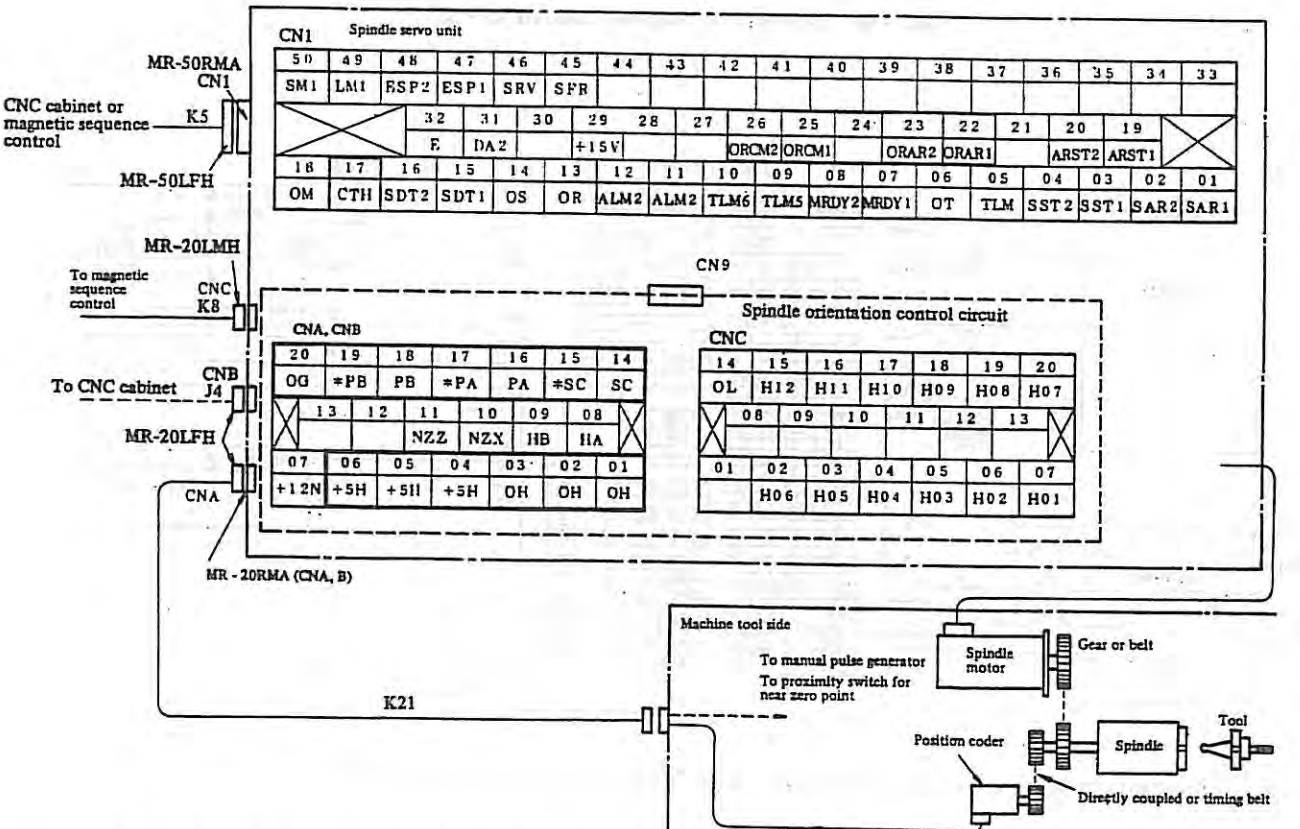 CN1 Spindle servo unit
MR-50RMA
CN1
50 49 48 47 46 45 44 43 42 41 40 39 38 37 36 35 34 33
SM1 LM1 ESP2 ESP1 SRV SFR
CNC cabinet or
magnetic sequence
control
K5
32 31 30 29 28 27 26 25 24 23 22 21 20 19
E DA2 +15V ORCM2 ORCM1 ORAR2 ORAR1 ARST2 ARST1
MR-50LFH
18 17 16 15 14 13 12 11 10 09 08 07 06 05 04 03 02 01
OM CTH SDT2 SDT1 OS OR ALM2 ALM2 TLM6 TLM5 MRDY2 MRDY1 OT TLM SST2 SST1 SAR2 SAR1
MR-20LMH
CN9
To magnetic
sequence
control
CNC
K8
Spindle orientation control circuit
CNA, CNB
CNC
20 19 18 17 16 15 14
OG *PB PB *PA PA *SC SC
14 15 16 17 18 19 20
OL H12 H11 H10 H09 H08 H07
To CNC cabinet
CNB
J4
13 12 11 10 09 08
NZZ NZX HB HA
08 09 10 11 12 13
MR-20LFH
07 06 05 04 03 02 01
+12N +5H +5H +5H OH OH OH
01 02 03 04 05 06 07
H06 H05 H04 H03 H02 H01
CNA
MR - 20RMA (CNA, B)
Machine tool side
Spindle
motor
Gear or belt
To manual pulse generator
To proximity switch for
near zero point
K21
Position coder
Spindle
Tool
Directly coupled or timing belt